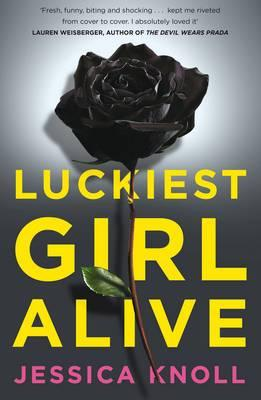 ‘Fresh, funny, biting and shocking . . . kept me riveted
from cover to cover. I absolutely loved it’
LAUREN WEISBERGER, AUTHOR OF THE DEVIL WEARS PRADA
LUCKIEST
GIRL
ALIVE
JESSICA KNOLL